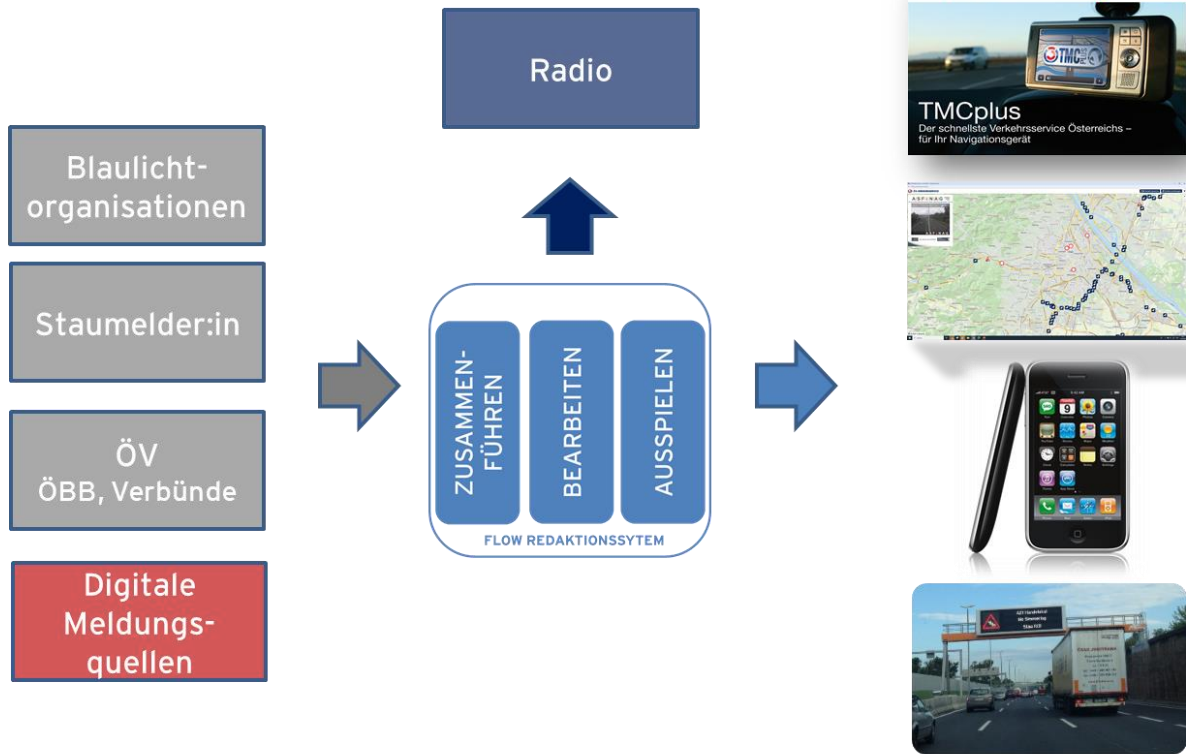 Radio
Blaulicht-
organisationen
Staumelder:in
ÖV
ÖBB, Verbünde
Digitale
Meldungs-
quellen
ZUSAMMEN-
FÜHREN
BEARBEITEN
AUSSPIELEN
FLOW REDAKTIONSSYTEM
TMC
TMCplus
Der schnellste Verkehrsservice Österreichs –
für Ihr Navigationsgerät
ASFINAG